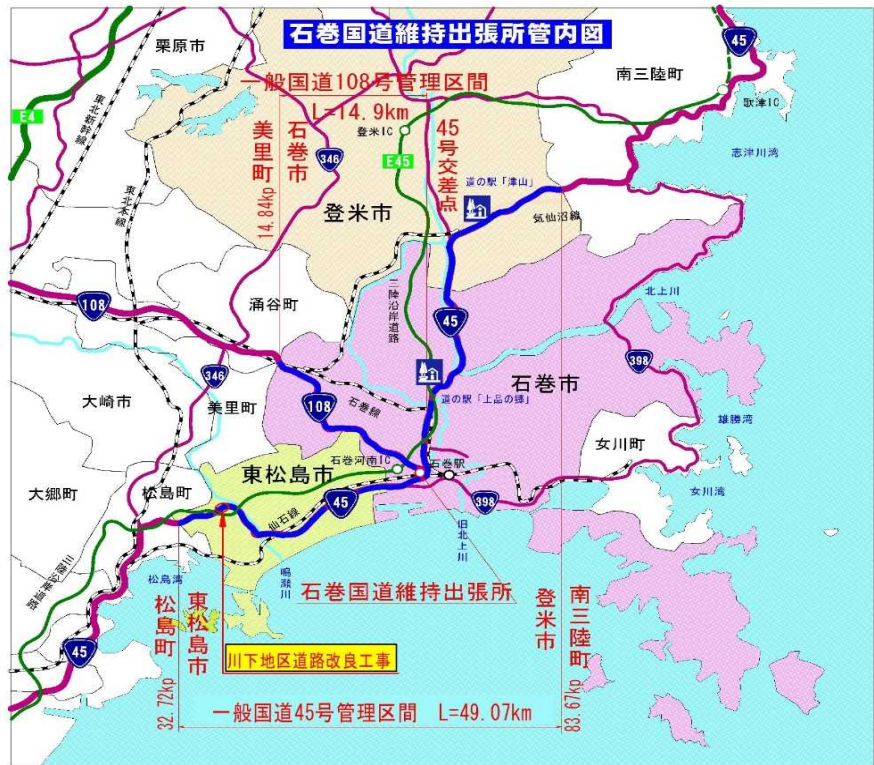 石巻国道維持出張所管内図
45
栗原市
南三陸町
一般国道108号管理区間
E4
東北新幹線
L=14.9km
歌津IC
美里町
石巻市
登米IC
45号交差点
346
志津川湾
E45
道の駅「津山」
14.84kp
東北本線
登米市
気仙沼線
三陸沿岸道路
北上川
涌谷町
108
45
398
346
石巻市
大崎市
美里町
108
石巻線
道の駅「上品の郷」
雄勝湾
女川町
東松島市
石巻河南IC
石巻駅
大郷町
松島町
45
398
女川湾
仙石線
旧北上川
三陸沿岸道路
松島湾
鳴瀬川
石巻国道維持出張所
松島町
東松島市
登米市
南三陸町
45
川下地区道路改良工事
32.72kp
一般国道45号管理区間 L=49.07km
83.67kp